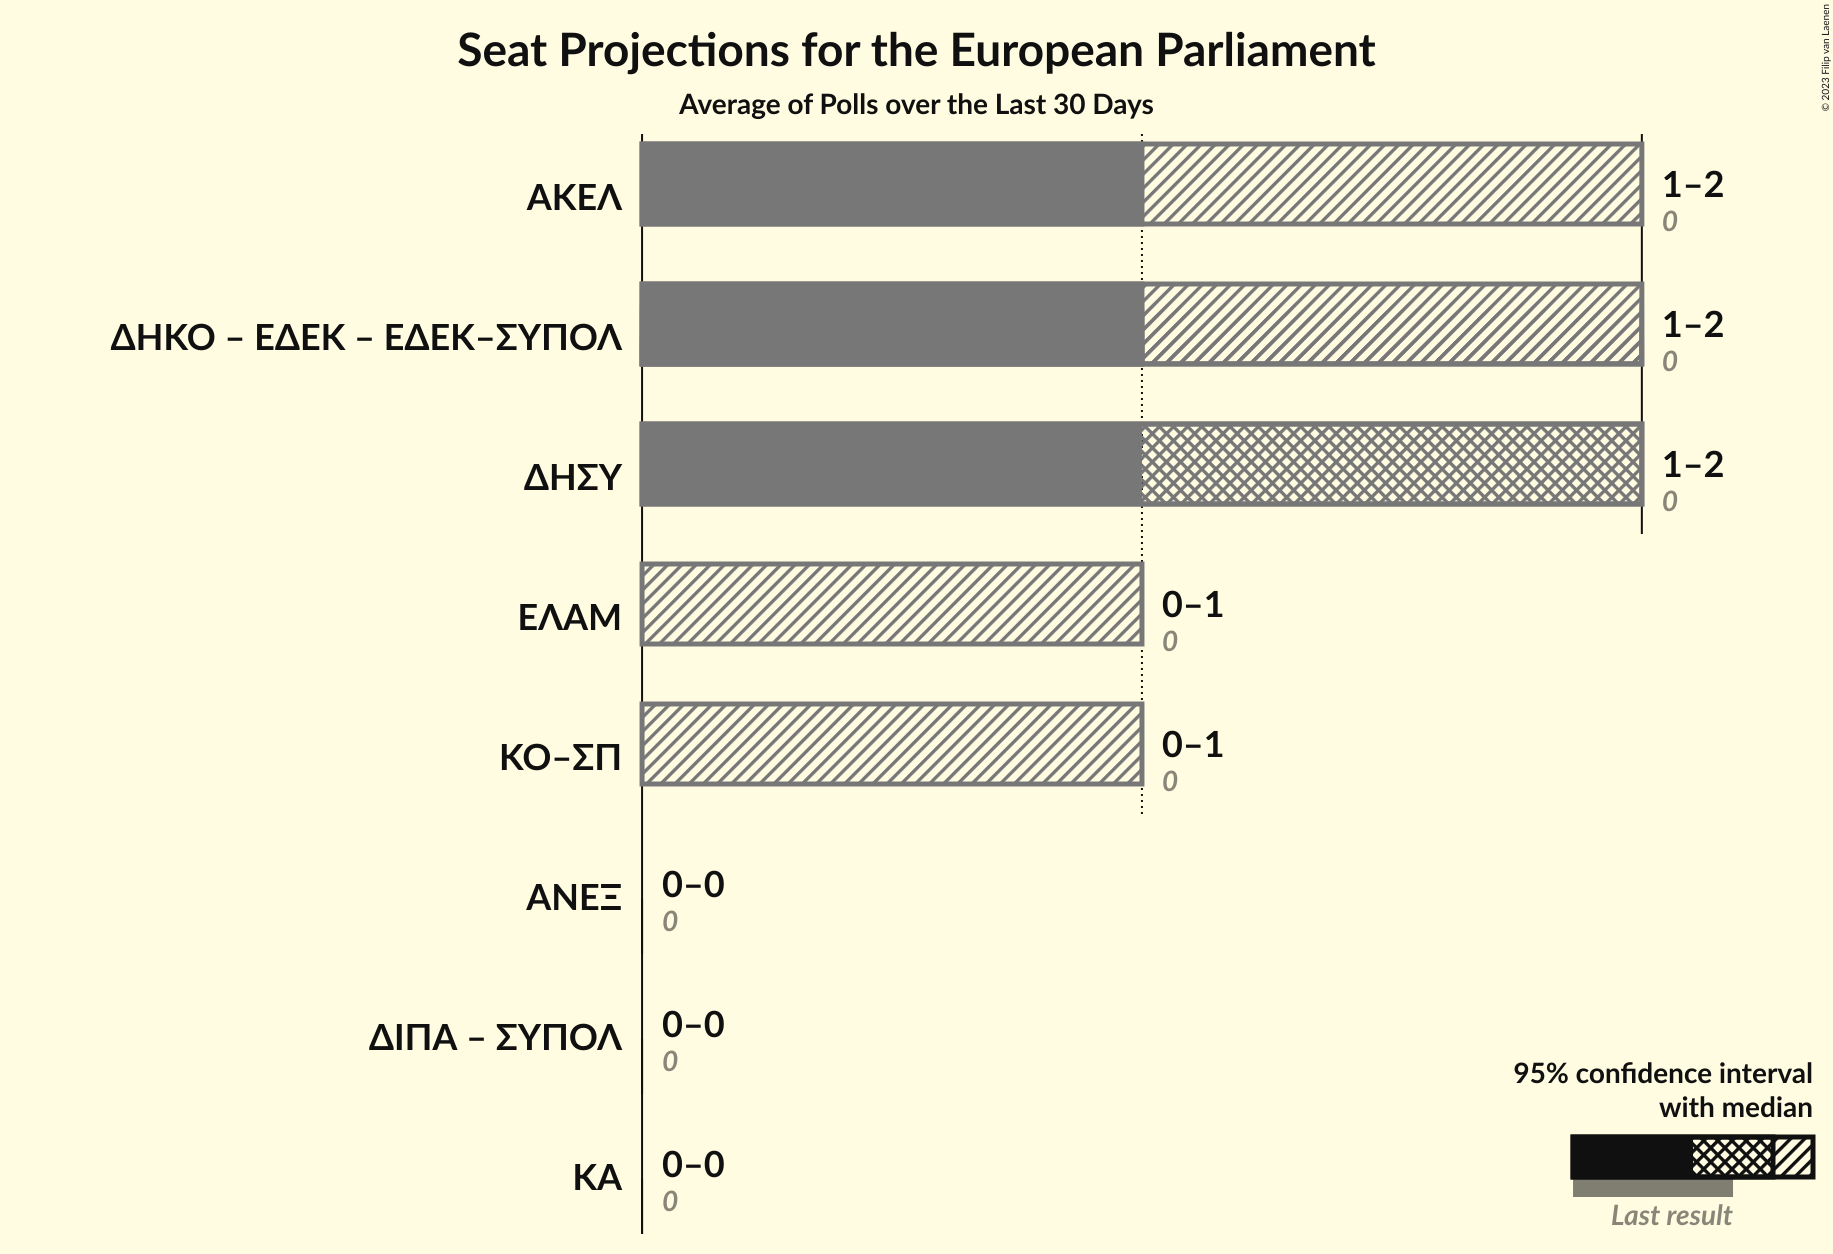 Seat Projections for the European Parliament
Average of Polls over the Last 30 Days
© 2023 Filip van Laenen
ΑΚΕΛ
1–2
0
ΔΗΚΟ – ΕΔΕΚ – ΕΔΕΚ–ΣΥΠΟΛ
1–2
0
ΔΗΣΥ
1–2
0
ΕΛΑΜ
0–1
0
ΚΟ–ΣΠ
0–1
0
ΑΝΕΞ
0–0
0
ΔΙΠΑ – ΣΥΠΟΛ
0–0
0
ΚΑ
0–0
0
95% confidence interval
with median
Last result